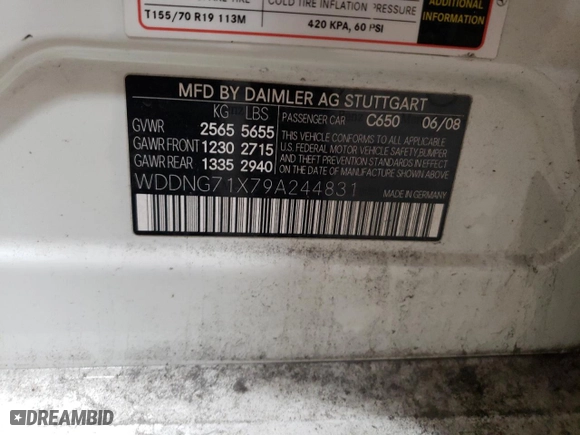 COLD TIRE INFLATION PRESSURE
ADDITIONAL
INFORMATION
T155/70 R19 113M
420 KPA, 60 PSI
MFD BY DAIMLER AG STUTTGART
KG LBS
PASSENGER CAR C650 06/08
GVWR 2565 5655
GAWR FRONT 1230 2715
GAWR REAR 1335 2940
THIS VEHICLE CONFORMS TO ALL APPLICABLE
U.S. FEDERAL MOTOR VEHICLE SAFETY, BUMPER
AND THEFT PREVENTION STANDARDS IN EFFECT
ON THE DATE OF MANUFACTURE SHOWN ABOVE.
WDDNG71X79A244831
MADE IN GERMANY
DREAMBID